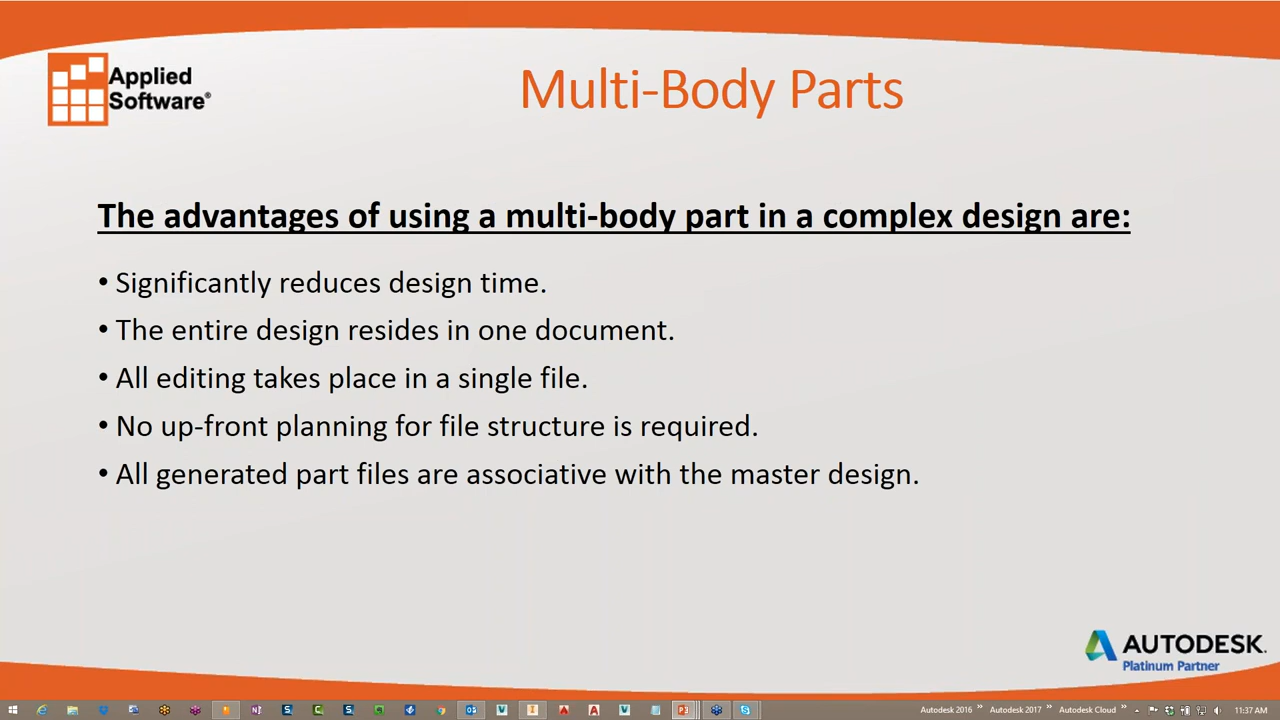 Applied
Software®
Multi-Body Parts
The advantages of using a multi-body part in a complex design are:
• Significantly reduces design time.
• The entire design resides in one document.
• All editing takes place in a single file.
• No up-front planning for file structure is required.
• All generated part files are associative with the master design.
AUTODESK.
Platinum Partner
Autodesk 2016 » Autodesk 2017 » Autodesk Cloud » 11:37 AM